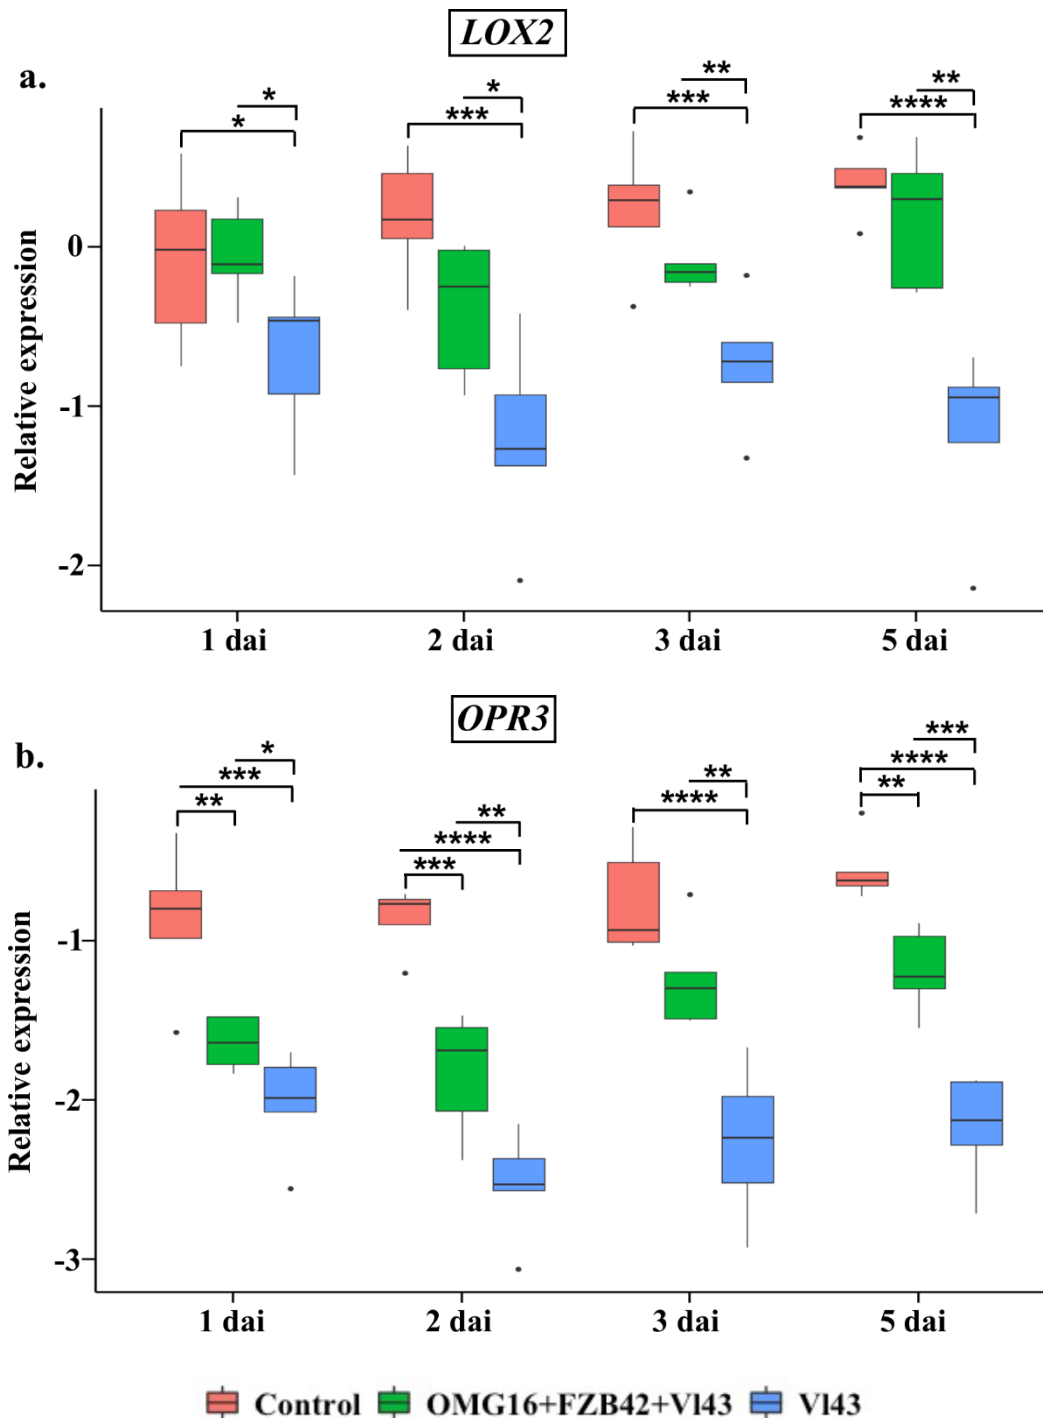 LOX2
a.
**
*
*
**
***
***
****
*
*
0
-1
-2
Relative expression
1 dai 2 dai 3 dai 5 dai
OPR3
b.
***
*
**
****
***
****
**
**
**
****
***
-1
-2
-3
Relative expression
1 dai 2 dai 3 dai 5 dai
Control OMG16+FZB42+Vl43 Vl43